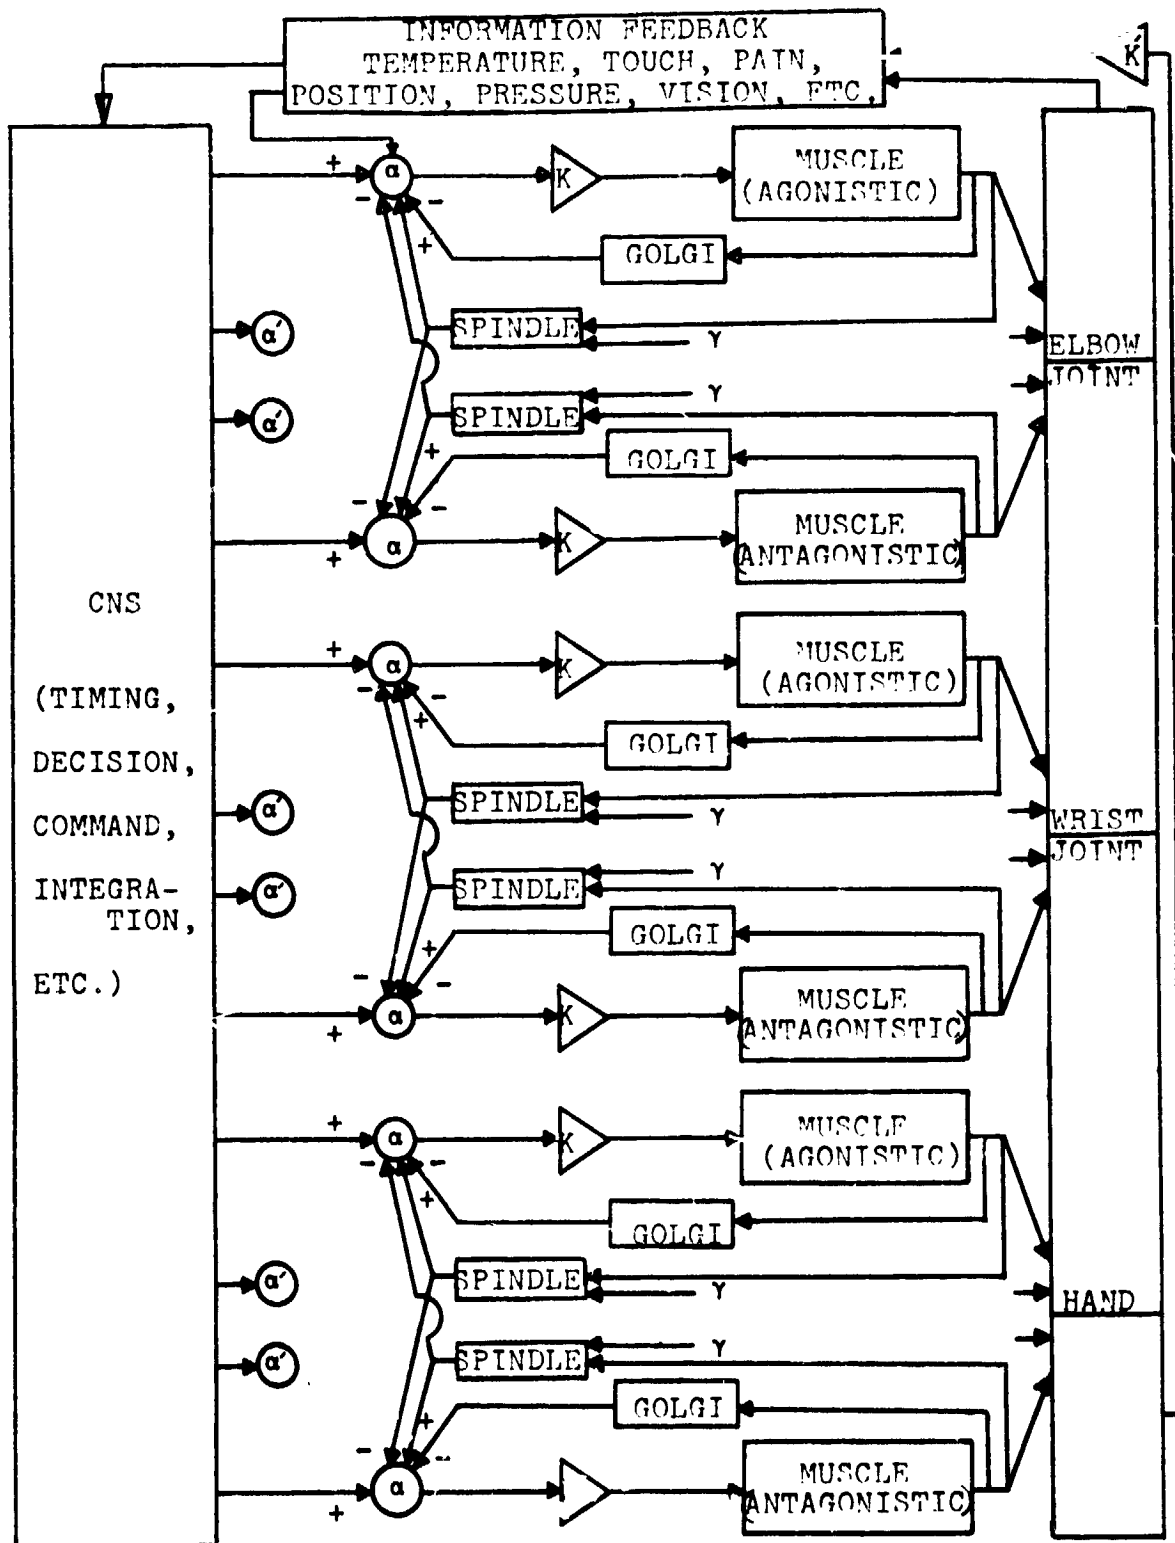 INFORMATION FEEDBACK
TEMPERATURE, TOUCH, PAIN,
POSITION, PRESSURE, VISION, ETC.
K′
+ α K MUSCLE
(AGONISTIC)
- -
+ GOLGI
α′ SPINDLE
γ
ELBOW
JOINT
γ
α′ SPINDLE
+ GOLGI
- -
+ α K MUSCLE
(ANTAGONISTIC)
CNS
(TIMING,
DECISION,
COMMAND,
INTEGRA-
TION,
ETC.)
+ α K MUSCLE
(AGONISTIC)
- -
+ GOLGI
α′ SPINDLE
γ
WRIST
JOINT
γ
α′ SPINDLE
+ GOLGI
- -
+ α K MUSCLE
(ANTAGONISTIC)
+ α K MUSCLE
(AGONISTIC)
- -
+ GOLGI
α′ SPINDLE
γ
HAND
γ
α′ SPINDLE
+ GOLGI
- -
+ α MUSCLE
(ANTAGONISTIC)